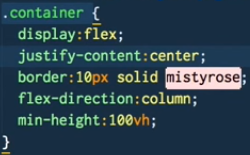 .container {
display:flex;
justify-content:center;
border:10px solid mistyrose;
flex-direction:column;
min-height:100vh;
}